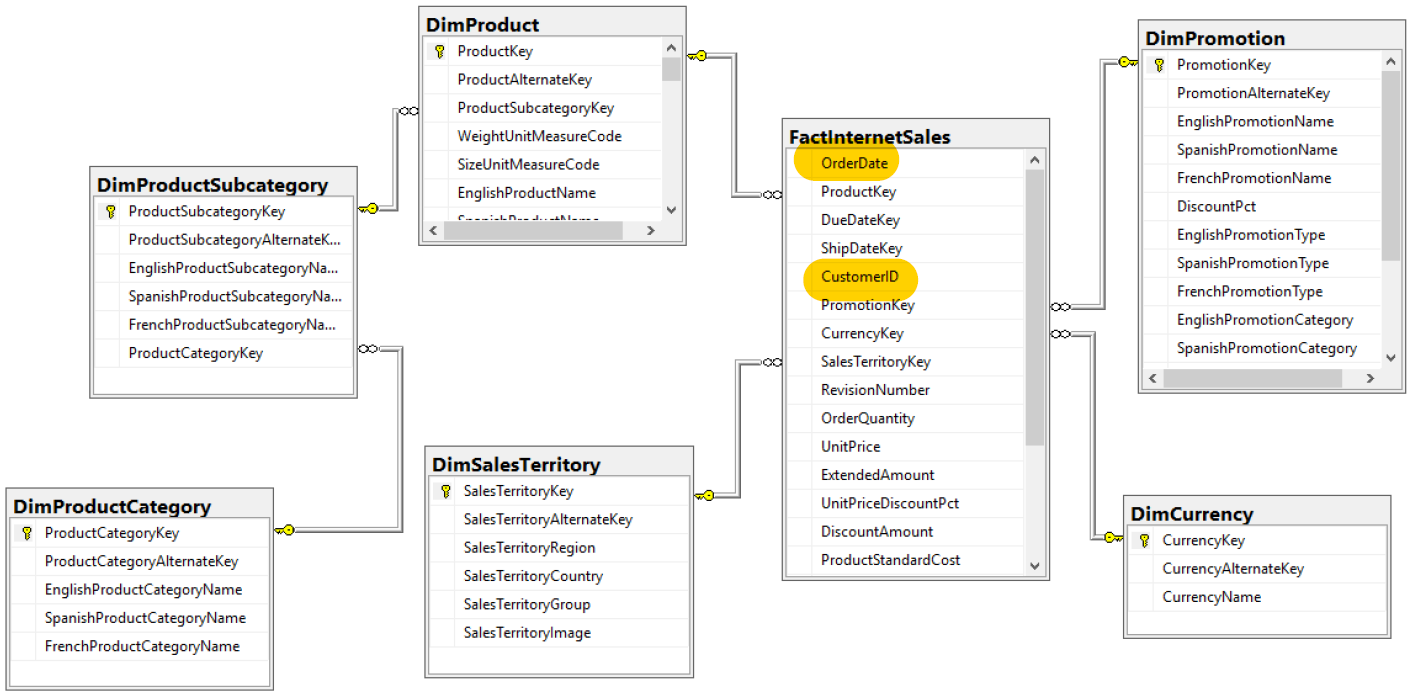 DimProduct
ProductKey
ProductAlternateKey
ProductSubcategoryKey
WeightUnitMeasureCode
SizeUnitMeasureCode
EnglishProductName
SpanishProductName
DimPromotion
PromotionKey
PromotionAlternateKey
EnglishPromotionName
SpanishPromotionName
FrenchPromotionName
DiscountPct
EnglishPromotionType
SpanishPromotionType
FrenchPromotionType
EnglishPromotionCategory
SpanishPromotionCategory
FactInternetSales
OrderDate
ProductKey
DueDateKey
ShipDateKey
CustomerID
PromotionKey
CurrencyKey
SalesTerritoryKey
RevisionNumber
OrderQuantity
UnitPrice
ExtendedAmount
UnitPriceDiscountPct
DiscountAmount
ProductStandardCost
DimProductSubcategory
ProductSubcategoryKey
ProductSubcategoryAlternateK...
EnglishProductSubcategoryNa...
SpanishProductSubcategoryNa...
FrenchProductSubcategoryNa...
ProductCategoryKey
DimSalesTerritory
SalesTerritoryKey
SalesTerritoryAlternateKey
SalesTerritoryRegion
SalesTerritoryCountry
SalesTerritoryGroup
SalesTerritoryImage
DimProductCategory
ProductCategoryKey
ProductCategoryAlternateKey
EnglishProductCategoryName
SpanishProductCategoryName
FrenchProductCategoryName
DimCurrency
CurrencyKey
CurrencyAlternateKey
CurrencyName